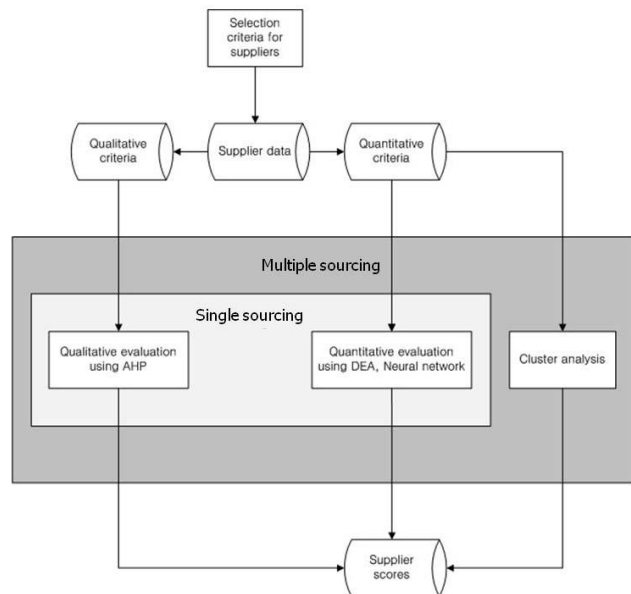 Selection
criteria for
suppliers
Qualitative
criteria
Supplier data
Quantitative
criteria
Multiple sourcing
Single sourcing
Qualitative evaluation
using AHP
Quantitative evaluation
using DEA, Neural network
Cluster analysis
Supplier
scores